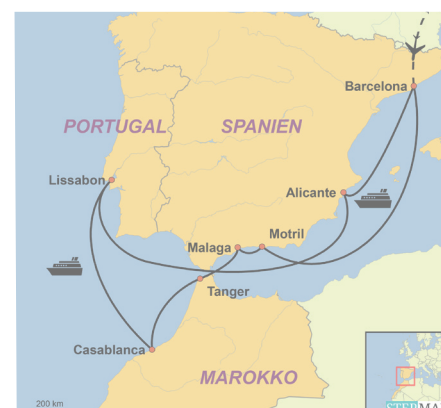 Barcelona
PORTUGAL SPANIEN
Lissabon
Alicante
Motril
Malaga
Tanger
Casablanca
MAROKKO
200 km